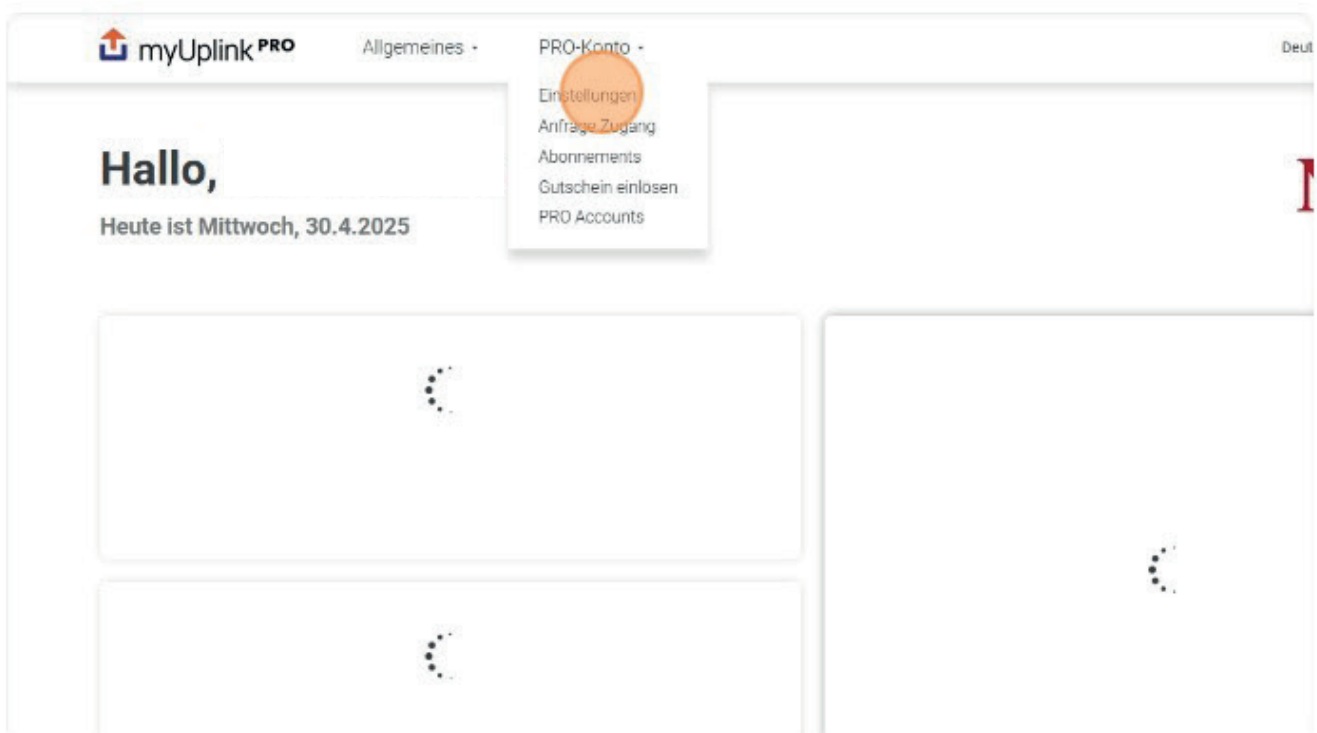 myUplink PRO
Allgemeines
PRO-Konto
Einstellungen
Anfrage Zugang
Abonnements
Gutschein einlösen
PRO Accounts
Hallo,
Heute ist Mittwoch, 30.4.2025